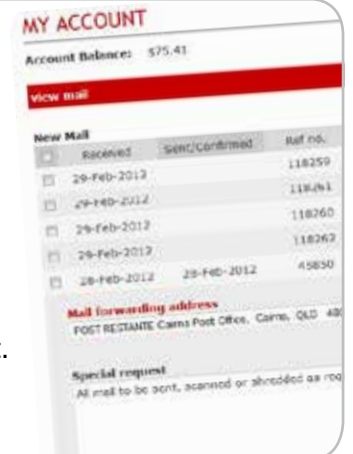 MY ACCOUNT
Account Balance: $75.41
view mail
New Mail
Received Sent/Confirmed Ref no.
29-Feb-2012 118259
29-Feb-2012 118261
29-Feb-2012 118260
29-Feb-2012 118262
28-Feb-2012 28-Feb-2012 45850
Mail forwarding address
POST RESTANTE Cairns Post Office, Cairns, QLD
Special request
All mail to be sent, scanned or shredded as